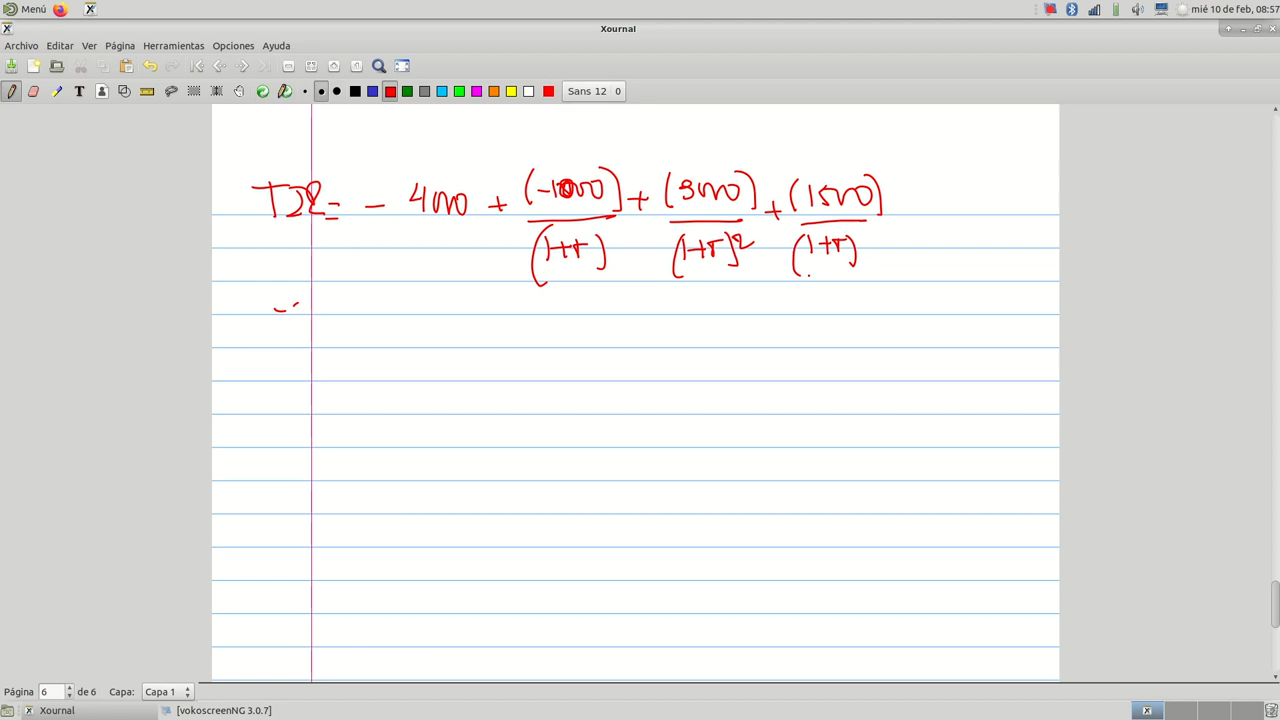 Menú
mié 10 de feb, 08:57
Xournal
Archivo Editar Ver Página Herramientas Opciones Ayuda
Sans 12 0
TIR = - 4000 + (-1000) + (3000) + (1500)
(1+r) (1+r)² (1+r)
Página 6 de 6 Capa: Capa 1
Xournal [vokoscreenNG 3.0.7]